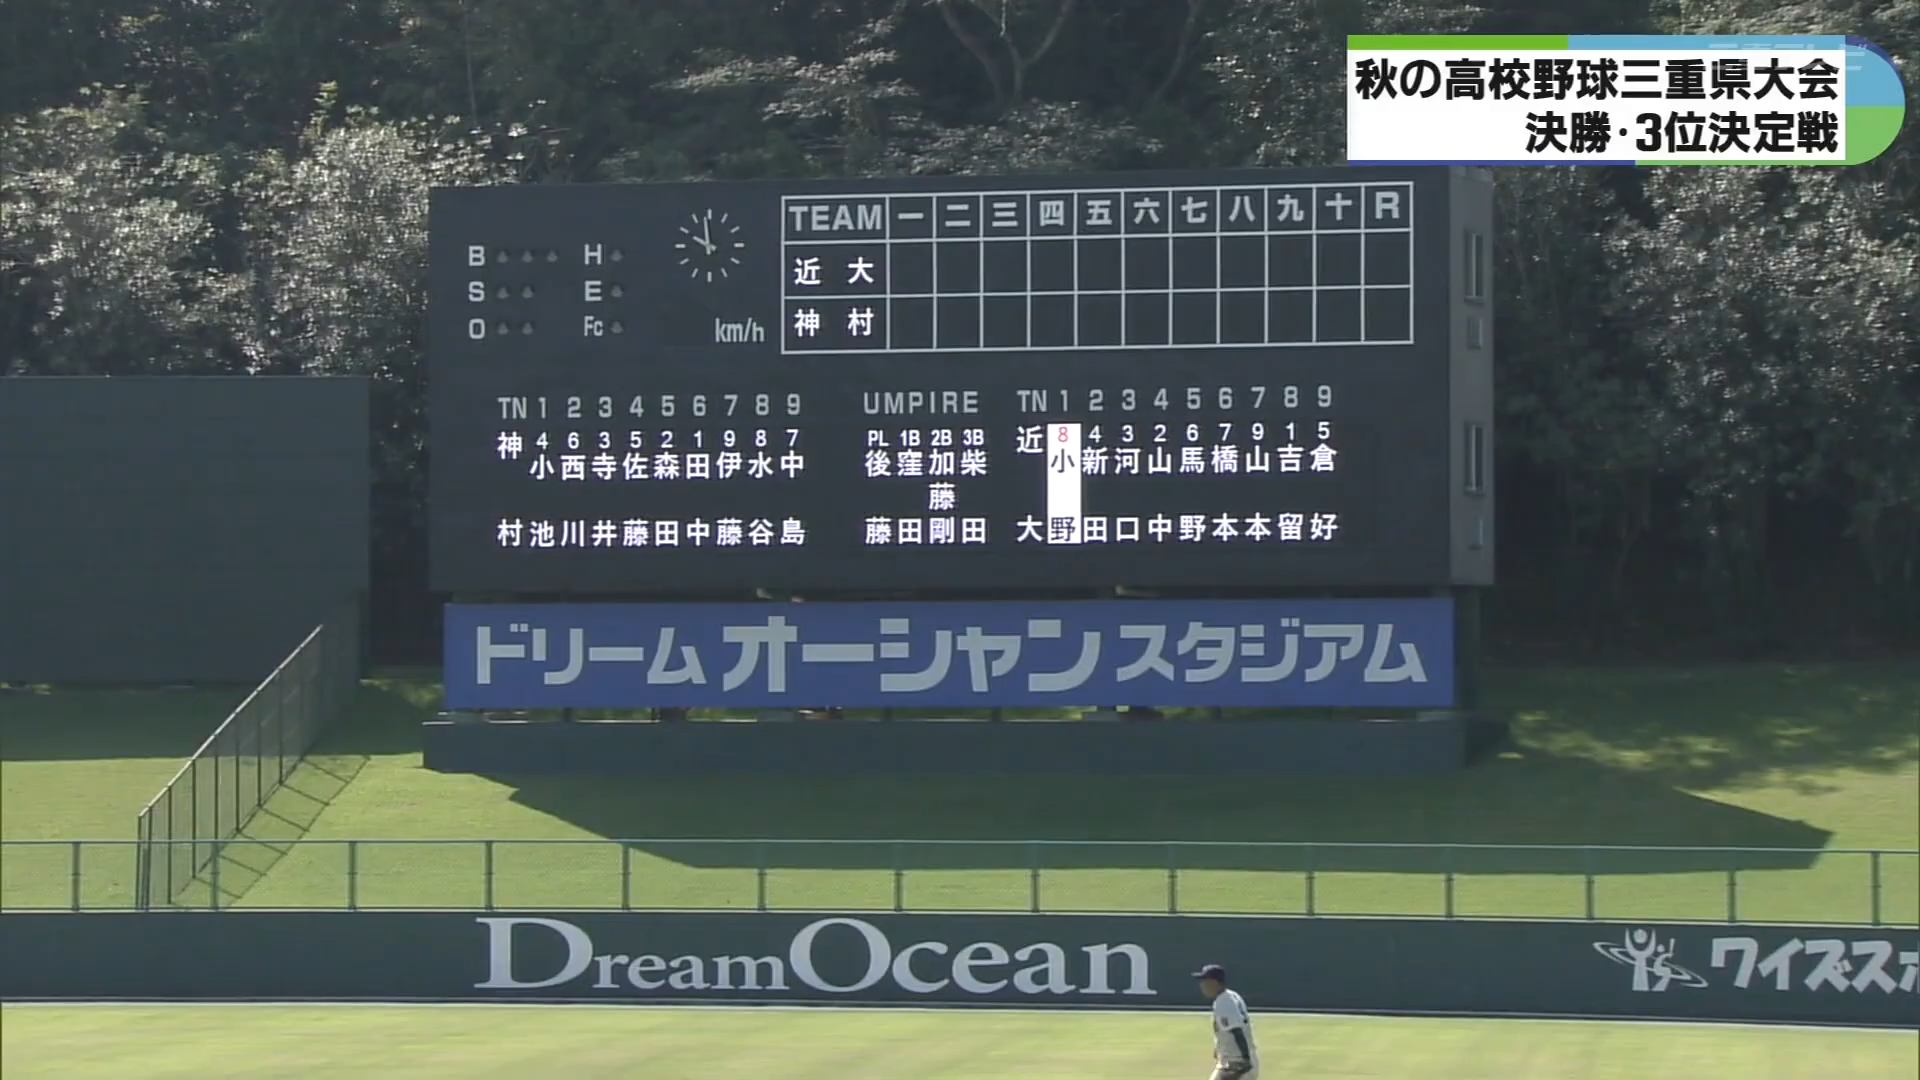 三重テレビ
秋の高校野球三重県大会
決勝・3位決定戦
TEAM 一 二 三 四 五 六 七 八 九 十 R
近 大
神 村
B H
S E
O Fc
km/h
TN 1 2 3 4 5 6 7 8 9
神村
4 小池
6 西川
3 寺井
5 佐藤
2 森田
1 田中
9 伊藤
8 水谷
7 中島
UMPIRE
PL 後藤
1B 窪田
2B 加藤剛
3B 柴田
TN 1 2 3 4 5 6 7 8 9
近大
8 小野
4 新田
3 河口
2 山中
6 馬野
7 橋本
9 山本
1 吉留
5 倉好
ドリームオーシャンスタジアム
DreamOcean
ワイズスポ